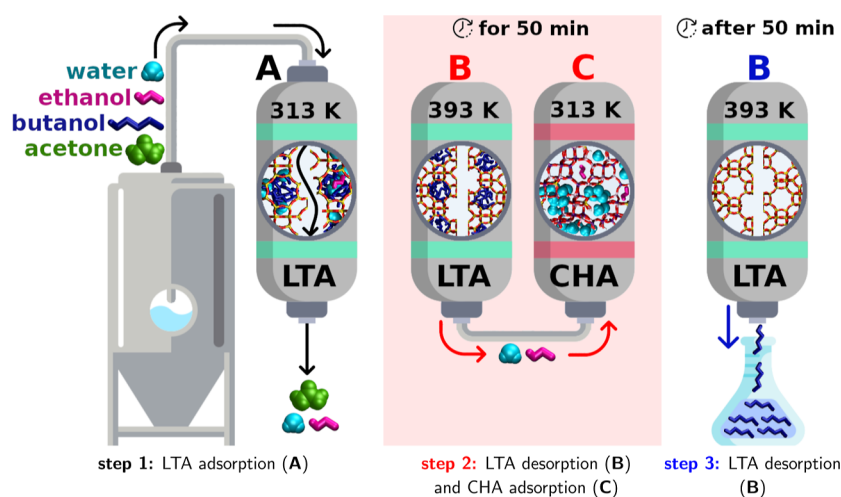 for 50 min
after 50 min
water
ethanol
butanol
acetone
A
313 K
LTA
B
393 K
LTA
C
313 K
CHA
B
393 K
LTA
step 1: LTA adsorption (A)
step 2: LTA desorption (B)
and CHA adsorption (C)
step 3: LTA desorption
(B)